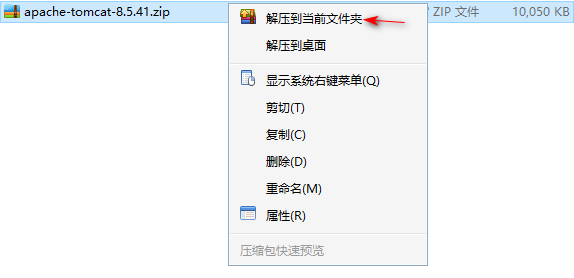 apache-tomcat-8.5.41.zip ZIP 文件 10,050 KB
解压到当前文件夹
解压到桌面
显示系统右键菜单(Q)
剪切(T)
复制(C)
删除(D)
重命名(M)
属性(R)
压缩包快速预览